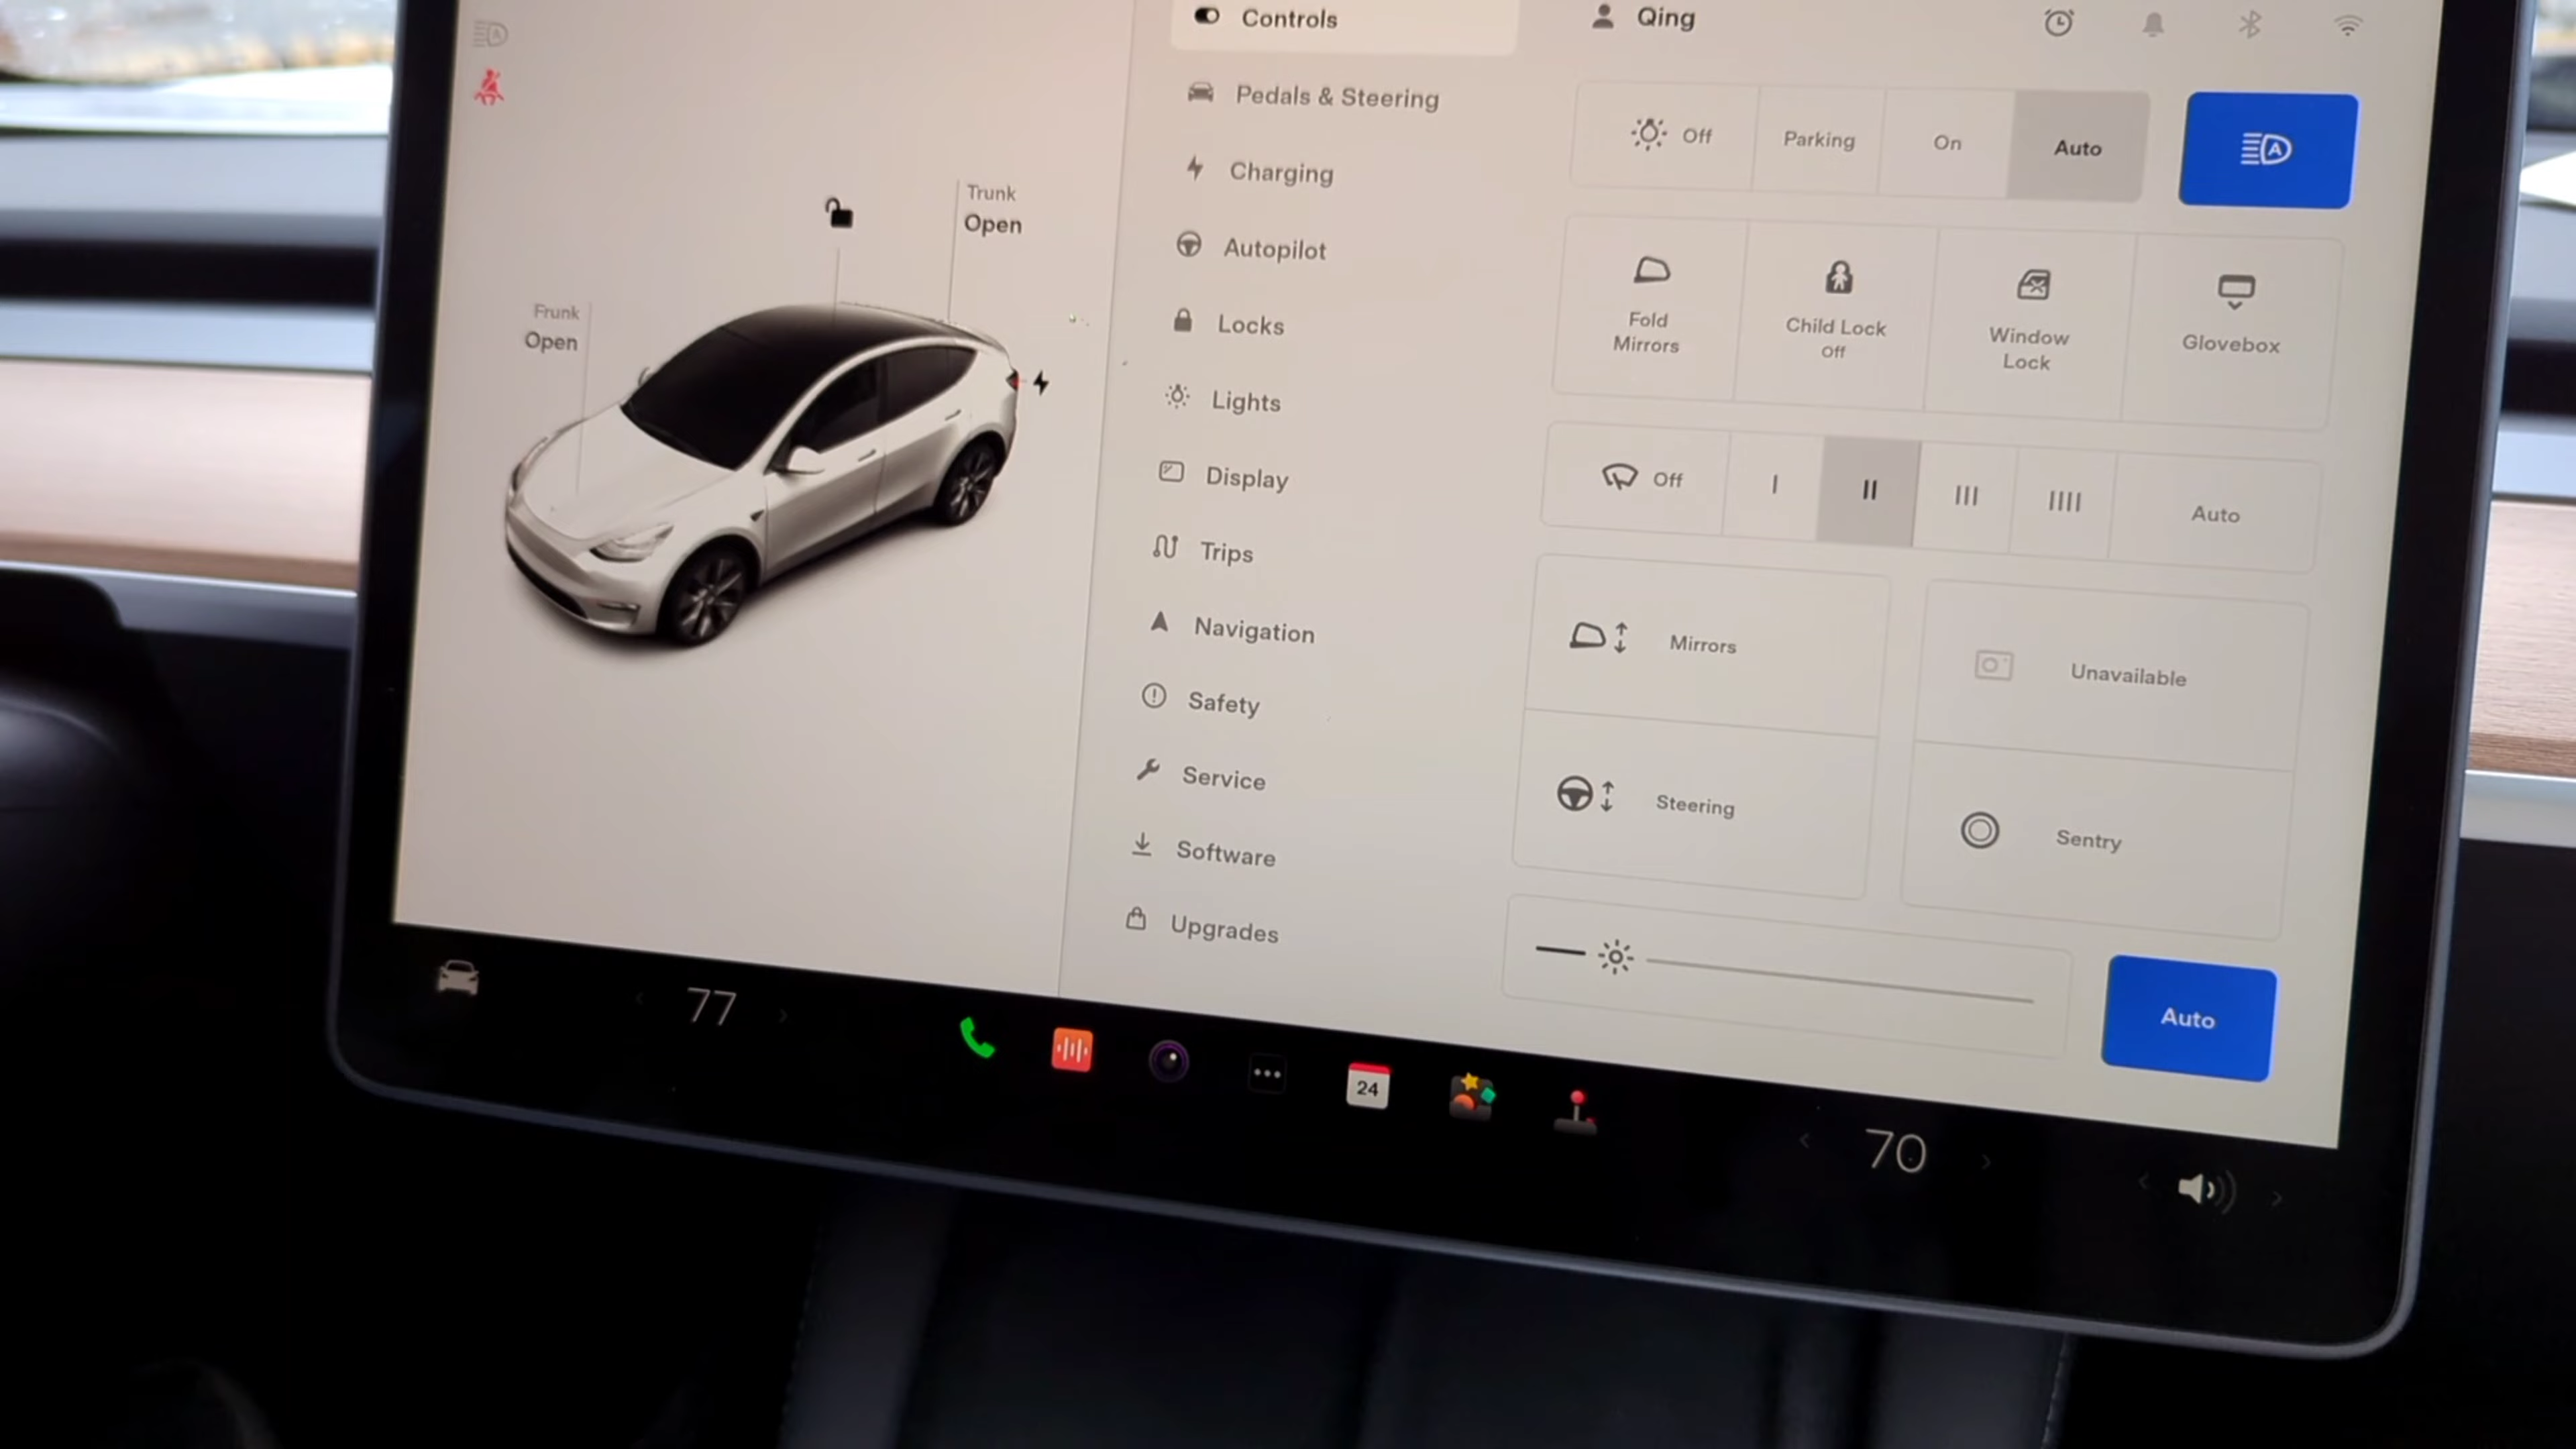 Controls
Pedals & Steering
Charging
Autopilot
Locks
Lights
Display
Trips
Navigation
Safety
Service
Software
Upgrades
Trunk
Open
Frunk
Open
Qing
Off
Parking
On
Auto
A
Fold
Mirrors
Child Lock
Off
Window
Lock
Glovebox
Off
I
II
III
IIII
Auto
Mirrors
Unavailable
Steering
Sentry
Auto
77
24
70